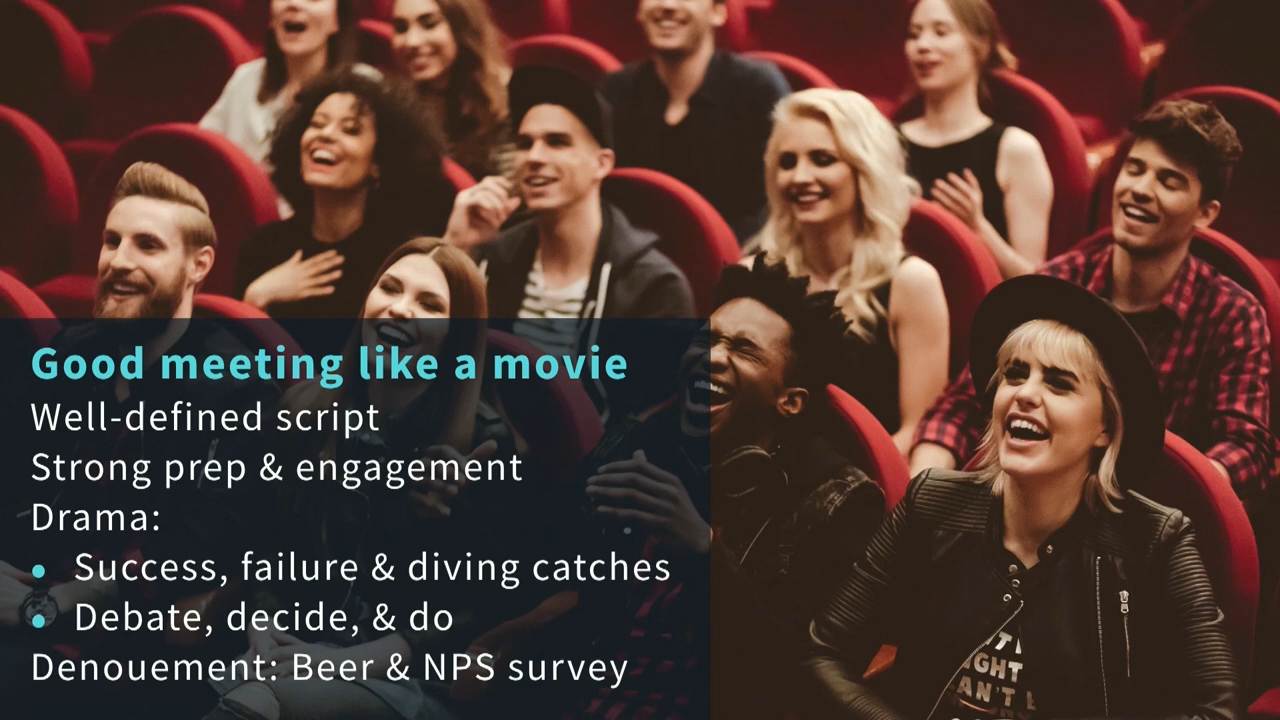 Good meeting like a movie
Well-defined script
Strong prep & engagement
Drama:
• Success, failure & diving catches
• Debate, decide, & do
Denouement: Beer & NPS survey